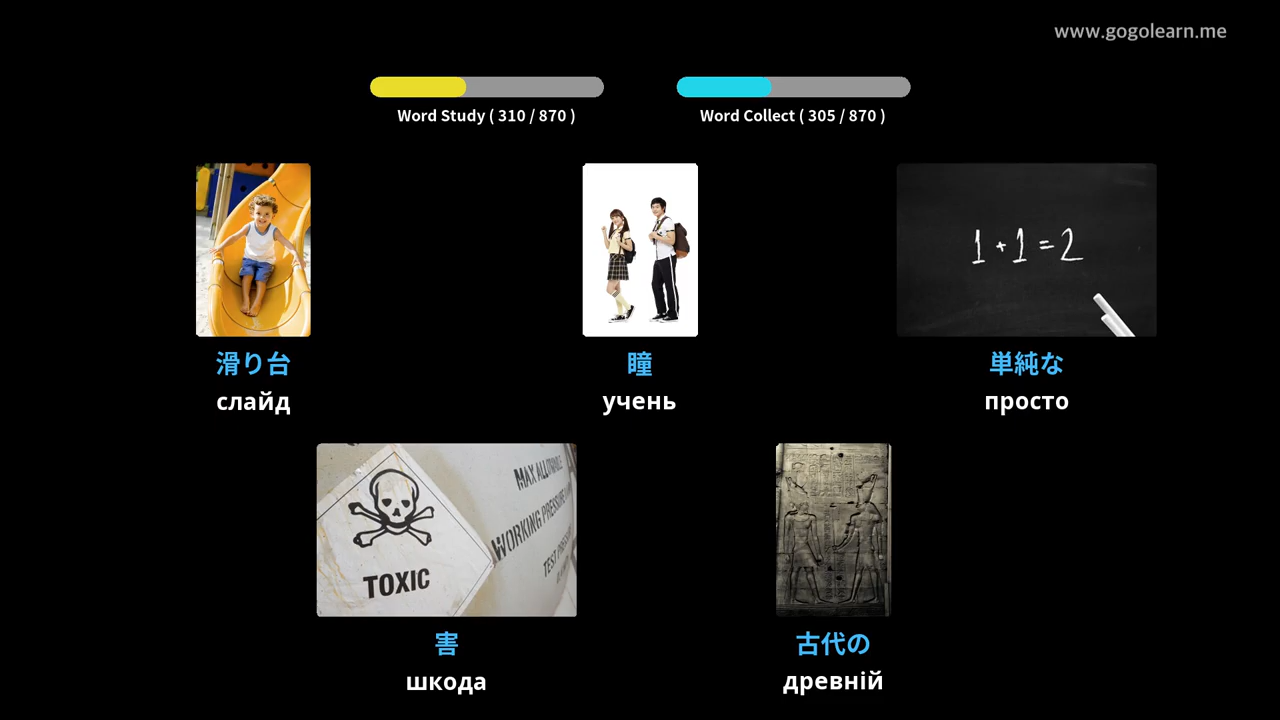 www.gogolearn.me
Word Study ( 310 / 870 )
Word Collect ( 305 / 870 )
1 + 1 = 2
滑り台
слайд
瞳
учень
単純な
просто
TOXIC
MAX ALLOWABLE
WORKING PRESSURE
害
шкода
古代の
древній